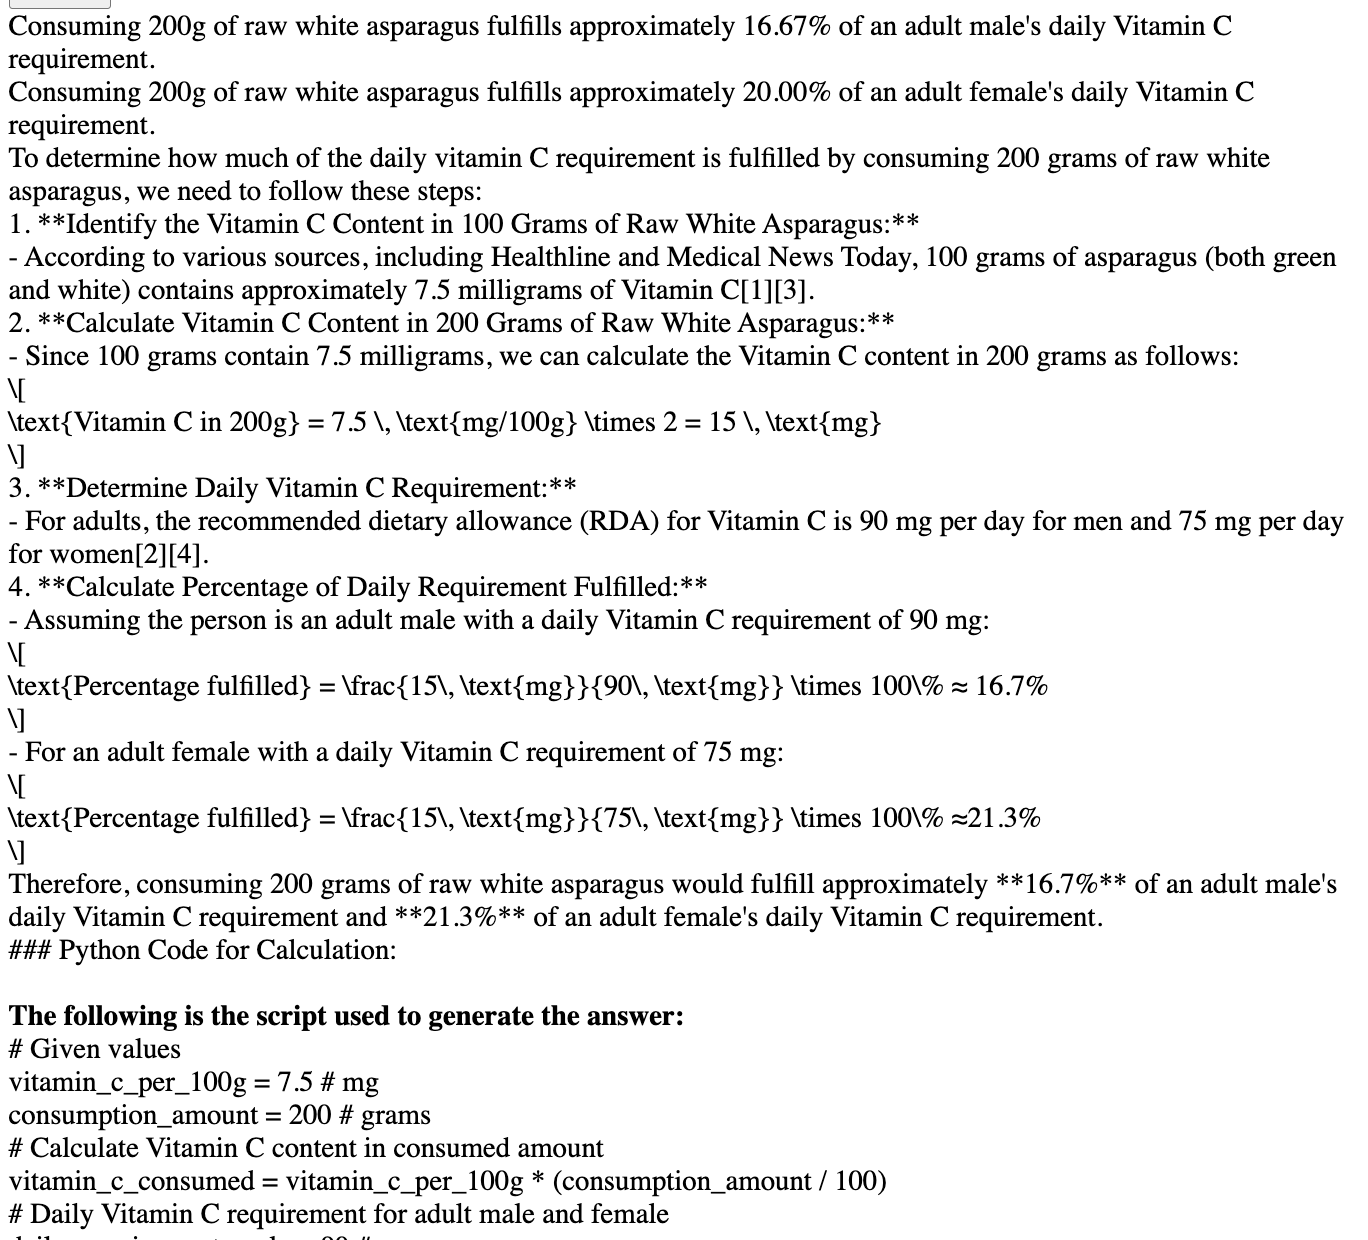 Consuming 200g of raw white asparagus fulfills approximately 16.67% of an adult male's daily Vitamin C
requirement.
Consuming 200g of raw white asparagus fulfills approximately 20.00% of an adult female's daily Vitamin C
requirement.
To determine how much of the daily vitamin C requirement is fulfilled by consuming 200 grams of raw white
asparagus, we need to follow these steps:
1. **Identify the Vitamin C Content in 100 Grams of Raw White Asparagus:**
- According to various sources, including Healthline and Medical News Today, 100 grams of asparagus (both green
and white) contains approximately 7.5 milligrams of Vitamin C[1][3].
2. **Calculate Vitamin C Content in 200 Grams of Raw White Asparagus:**
- Since 100 grams contain 7.5 milligrams, we can calculate the Vitamin C content in 200 grams as follows:
\[
\text{Vitamin C in 200g} = 7.5 \, \text{mg/100g} \times 2 = 15 \, \text{mg}
\]
3. **Determine Daily Vitamin C Requirement:**
- For adults, the recommended dietary allowance (RDA) for Vitamin C is 90 mg per day for men and 75 mg per day
for women[2][4].
4. **Calculate Percentage of Daily Requirement Fulfilled:**
- Assuming the person is an adult male with a daily Vitamin C requirement of 90 mg:
\[
\text{Percentage fulfilled} = \frac{15\, \text{mg}}{90\, \text{mg}} \times 100\% ≈ 16.7%
\]
- For an adult female with a daily Vitamin C requirement of 75 mg:
\[
\text{Percentage fulfilled} = \frac{15\, \text{mg}}{75\, \text{mg}} \times 100\% ≈21.3%
\]
Therefore, consuming 200 grams of raw white asparagus would fulfill approximately **16.7%** of an adult male's
daily Vitamin C requirement and **21.3%** of an adult female's daily Vitamin C requirement.
### Python Code for Calculation:
The following is the script used to generate the answer:
# Given values
vitamin_c_per_100g = 7.5 # mg
consumption_amount = 200 # grams
# Calculate Vitamin C content in consumed amount
vitamin_c_consumed = vitamin_c_per_100g * (consumption_amount / 100)
# Daily Vitamin C requirement for adult male and female